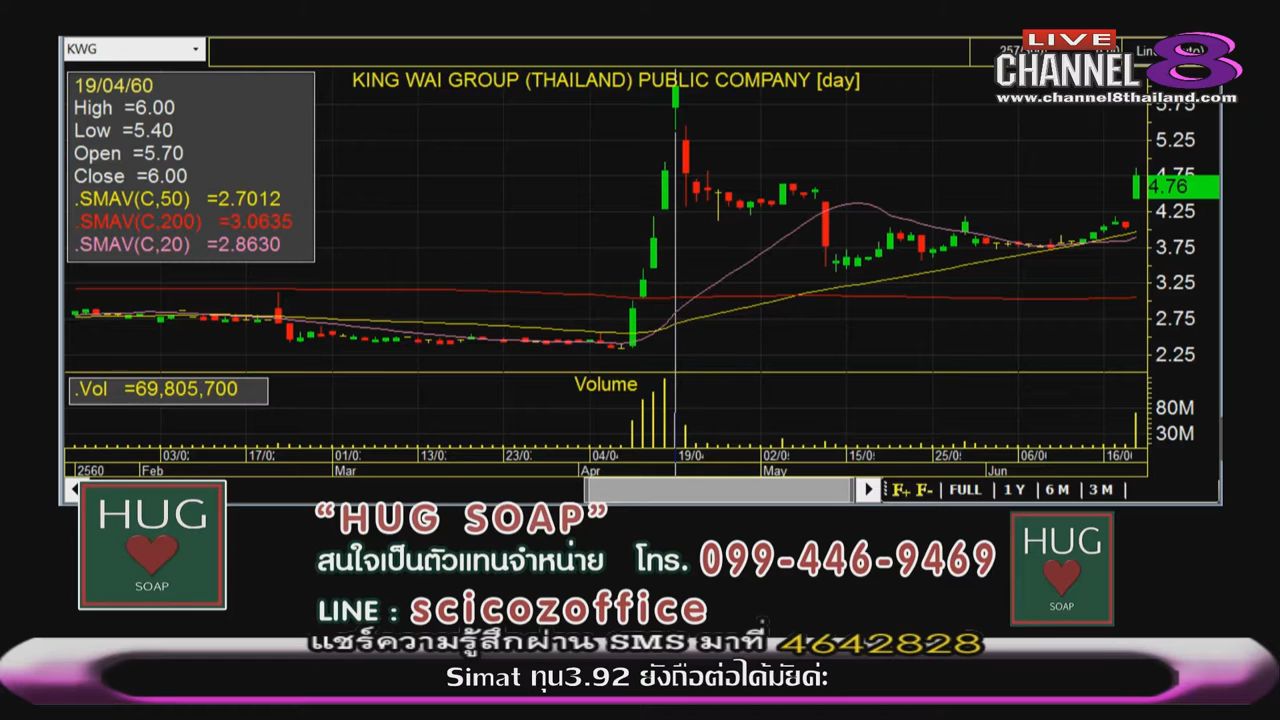 KWG
LIVE
CHANNEL 8
www.channel8thailand.com
KING WAI GROUP (THAILAND) PUBLIC COMPANY [day]
19/04/60
High =6.00
Low =5.40
Open =5.70
Close =6.00
.SMAV(C,50) =2.7012
.SMAV(C,200) =3.0635
.SMAV(C,20) =2.8630
5.75
5.25
4.75
4.76
4.25
3.75
3.25
2.75
2.25
.Vol =69,805,700
Volume
80M
30M
03/0 17/0 01/0 13/0 23/0 04/0 19/0 02/0 15/0 25/0 06/0 16/0
2560 Feb Mar Apr May Jun
F+ F- FULL 1 Y 6 M 3 M
HUG
SOAP
“HUG SOAP”
สนใจเป็นตัวแทนจำหน่าย โทร. 099-446-9469
LINE : scicozoffice
HUG
SOAP
แชร์ความรู้สึกผ่าน SMS มาที่ 4642828
Simat ทุน3.92 ยังถือต่อได้มัยค่ะ